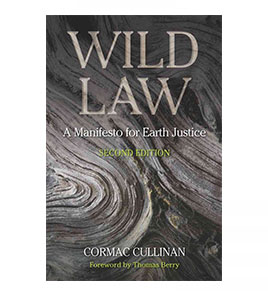 WILD
LAW
A Manifesto for Earth Justice
SECOND EDITION
CORMAC CULLINAN
Foreword by Thomas Berry